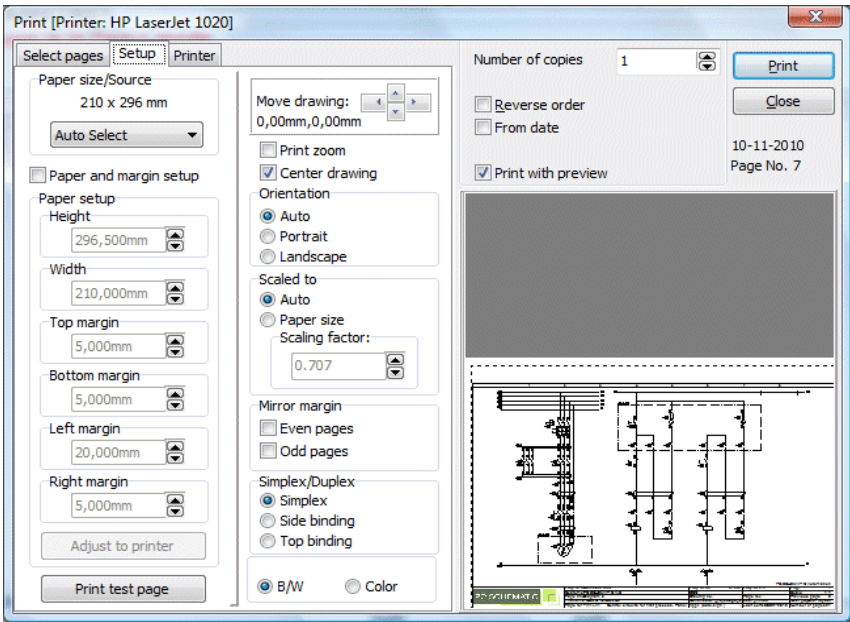 Print [Printer: HP LaserJet 1020]
Select pages
Setup
Printer
Paper size/Source
210 x 296 mm
Auto Select
Paper and margin setup
Paper setup
Height
296,500mm
Width
210,000mm
Top margin
5,000mm
Bottom margin
5,000mm
Left margin
20,000mm
Right margin
5,000mm
Adjust to printer
Print test page
Move drawing:
0,00mm,0,00mm
Print zoom
Center drawing
Orientation
Auto
Portrait
Landscape
Scaled to
Auto
Paper size
Scaling factor:
0.707
Mirror margin
Even pages
Odd pages
Simplex/Duplex
Simplex
Side binding
Top binding
B/W
Color
Number of copies
1
Reverse order
From date
Print with preview
Print
Close
10-11-2010
Page No. 7
PC SCHEMATIC